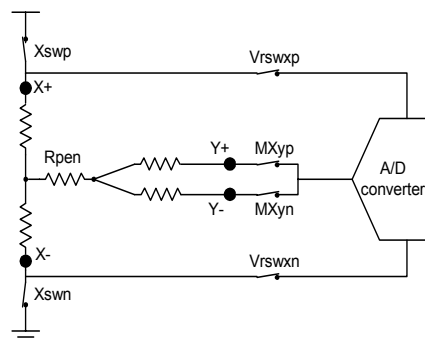 Xswp
Vrswxp
X+
Rpen
Y+
MXyp
A/D
converter
Y-
MXyn
X-
Vrswxn
Xswn